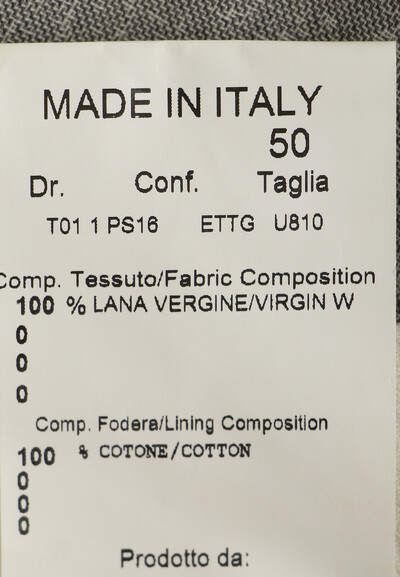 MADE IN ITALY
50
Dr. Conf. Taglia
T01 1 PS16 ETTG U810
Comp. Tessuto/Fabric Composition
100 % LANA VERGINE/VIRGIN W
0
0
0
Comp. Fodera/Lining Composition
100 % COTONE/COTTON
0
0
0
Prodotto da: